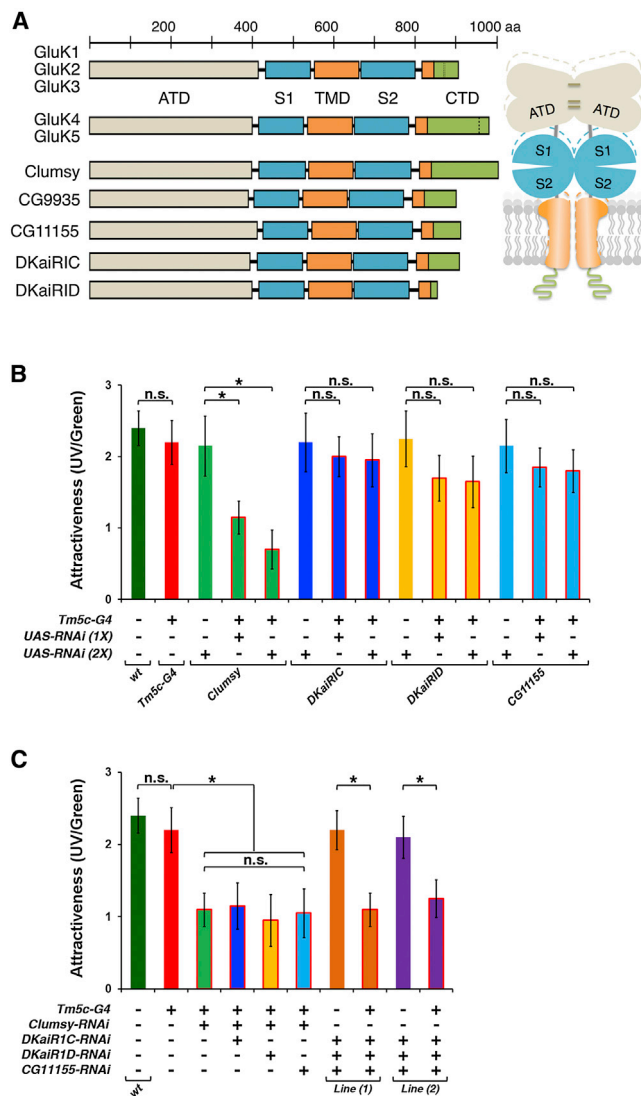 A
200 400 600 800 1000 aa
GluK1
GluK2
GluK3
ATD S1 TMD S2 CTD
GluK4
GluK5
Clumsy
CG9935
CG11155
DKaiRIC
DKaiRID
ATD ATD
S1 S1
S2 S2
B
Attractiveness (UV/Green)
3
2
1
0
n.s. * * n.s. n.s. n.s. n.s. n.s. n.s.
Tm5c-G4 - + - + + - + + - + + - + +
UAS-RNAi (1X) - - - + - - + - - + - - + -
UAS-RNAi (2X) - - + - + + - + + - + + - +
wt Tm5c-G4 Clumsy DKaiRIC DKaiRID CG11155
C
Attractiveness (UV/Green)
3
2
1
0
n.s. * n.s. * *
Tm5c-G4 - + + + + + - + - +
Clumsy-RNAi - - + + + + - - - -
DKaiR1C-RNAi - - - + - - + + + +
DKaiR1D-RNAi - - - - + - + + + +
CG11155-RNAi - - - - - + + + + +
wt Line (1) Line (2)